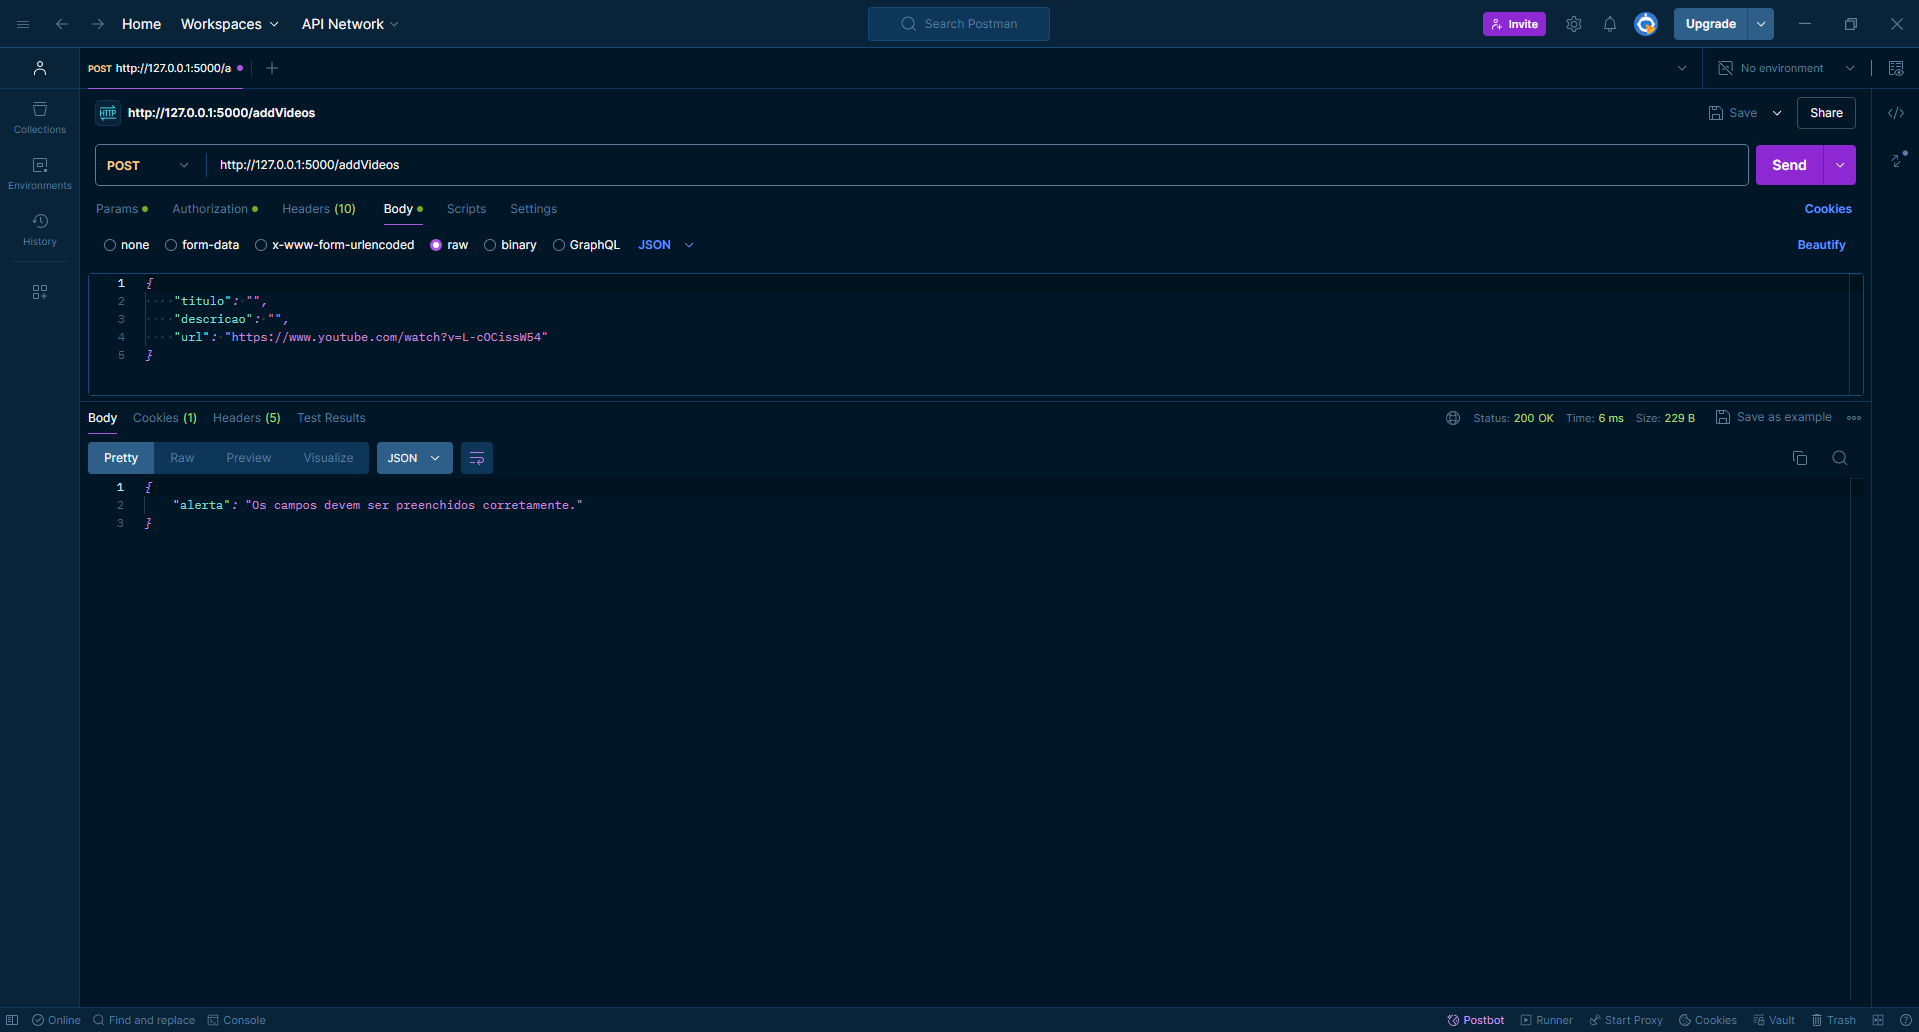 Home Workspaces API Network Search Postman Invite Upgrade
POST http://127.0.0.1:5000/a No environment
HTTP http://127.0.0.1:5000/addVideos Save Share
POST http://127.0.0.1:5000/addVideos Send
Collections
Environments
History
Params Authorization Headers (10) Body Scripts Settings Cookies
none form-data x-www-form-urlencoded raw binary GraphQL JSON Beautify
1 {
2 "titulo": "",
3 "descricao": "",
4 "url": "https://www.youtube.com/watch?v=L-cOCissW54"
5 }
Body Cookies (1) Headers (5) Test Results Status: 200 OK Time: 6 ms Size: 229 B Save as example
Pretty Raw Preview Visualize JSON
1 {
2 "alerta": "Os campos devem ser preenchidos corretamente."
3 }
Online Find and replace Console Postbot Runner Start Proxy Cookies Vault Trash